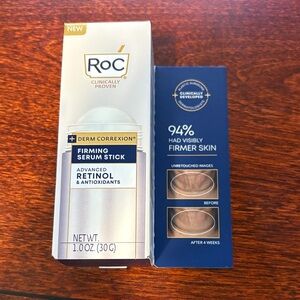 NEW
RoC
CLINICALLY
PROVEN
DERM CORREXION
FIRMING
SERUM STICK
ADVANCED
RETINOL
& ANTIOXIDANTS
NET WT.
1.0 OZ. (30 G)
CLINICALLY
DEVELOPED
94%
HAD VISIBLY
FIRMER SKIN
UNRETOUCHED IMAGES
BEFORE
AFTER 4 WEEKS